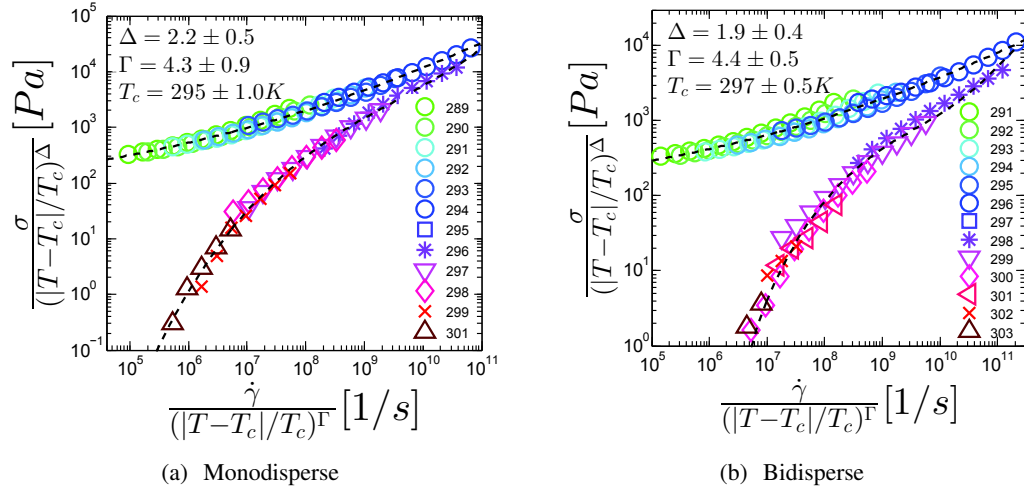 10^5
10^4
10^3
10^2
10^1
10^0
10^{-1}
σ / (|T−T_c|/T_c)^Δ [Pa]
Δ = 2.2 ± 0.5
Γ = 4.3 ± 0.9
T_c = 295 ± 1.0K
289
290
291
292
293
294
295
296
297
298
299
301
10^5 10^6 10^7 10^8 10^9 10^10 10^11
γ̇ / (|T−T_c|/T_c)^Γ [1/s]
(a) Monodisperse
10^4
10^3
10^2
10^1
10^0
σ / (|T−T_c|/T_c)^Δ [Pa]
Δ = 1.9 ± 0.4
Γ = 4.4 ± 0.5
T_c = 297 ± 0.5K
291
292
293
294
295
296
297
298
299
300
301
302
303
10^5 10^6 10^7 10^8 10^9 10^10 10^11
γ̇ / (|T−T_c|/T_c)^Γ [1/s]
(b) Bidisperse